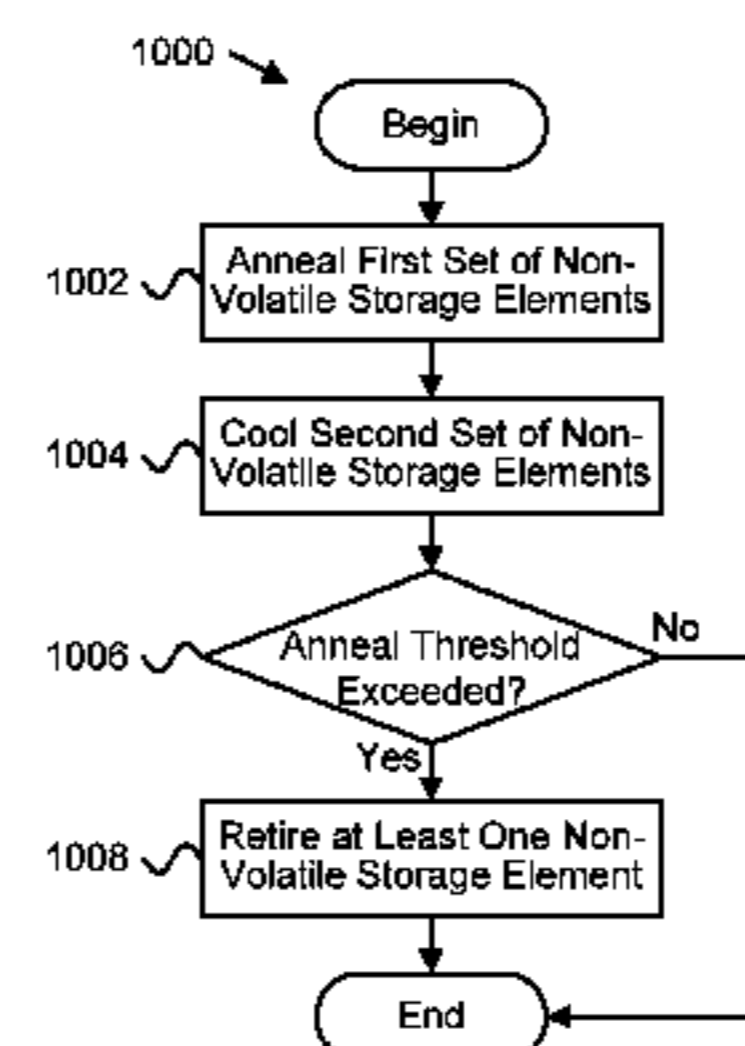 1000
Begin
1002
Anneal First Set of Non-
Volatile Storage Elements
1004
Cool Second Set of Non-
Volatile Storage Elements
1006
Anneal Threshold
Exceeded?
No
Yes
1008
Retire at Least One Non-
Volatile Storage Element
End